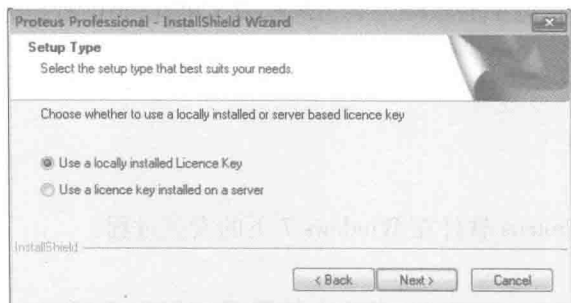 Proteus Professional - InstallShield Wizard
Setup Type
Select the setup type that best suits your needs.
Choose whether to use a locally installed or server based licence key
Use a locally installed Licence Key
Use a licence key installed on a server
InstallShield
< Back
Next >
Cancel